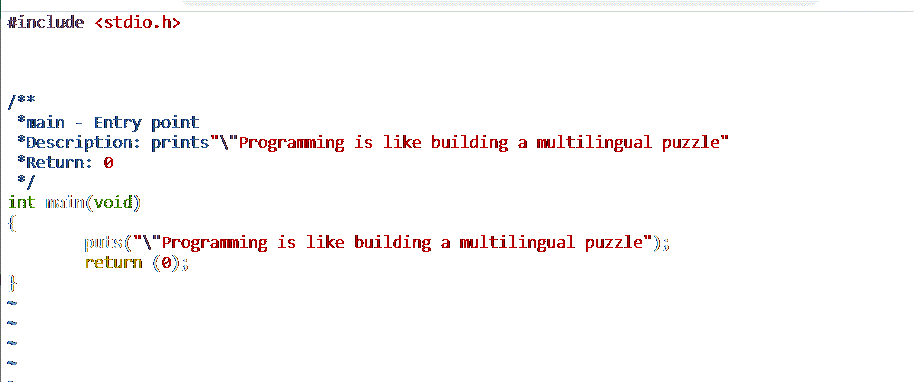 #include <stdio.h>
/**
*main - Entry point
*Description: prints"\"Programming is like building a multilingual puzzle"
*Return: 0
*/
int main(void)
{
puts("\"Programming is like building a multilingual puzzle");
return (0);
}
~
~
~
~